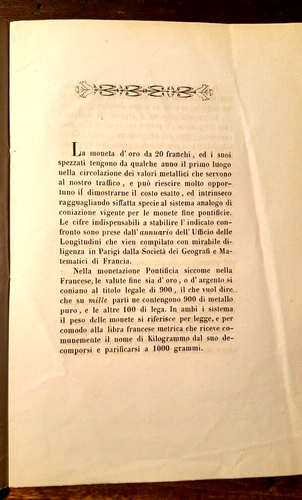 La moneta d' oro da 20 franchi, ed i suoi
spezzati tengono da qualche anno il primo luogo
nella circolazione dei valori metallici che servono
al nostro traffico, e può riescire molto oppor-
tuno il dimostrarne il costo esatto, ed intrinseco
ragguagliando siffatta specie al sistema analogo di
coniazione vigente per le monete fine pontificie.
Le cifre indispensabili a stabilire l' indicato con-
fronto sono prese dall' annuario dell' Ufficio delle
Longitudini che vien compilato con mirabile di-
ligenza in Parigi dalla Società dei Geografi e Ma-
tematici di Francia.
Nella monetazione Pontificia siccome nella
Francese, le valute fine sia d' oro, o d' argento si
coniano al titolo legale di 900, il che vuol dire
che su mille parti ne contengono 900 di metallo
puro, e le altre 100 di lega. In ambi i sistemi
il peso delle monete si riferisce per legge, e per
comodo alla libra francese metrica che riceve co-
munemente il nome di Kilogrammo dal suo de-
comporsi e parificarsi a 1000 grammi.